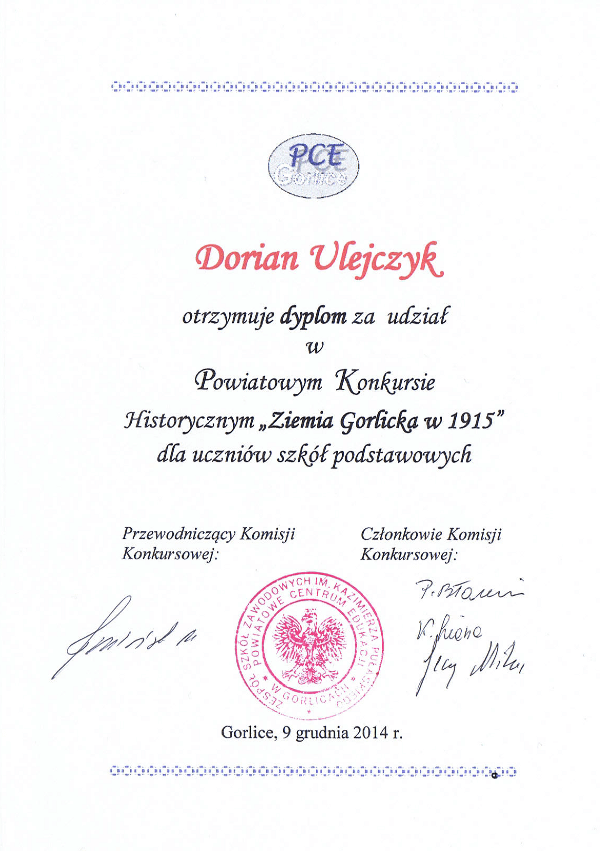 PCE
Gorlice
Dorian Ulejczyk
otrzymuje dyplom za udział
w
Powiatowym Konkursie
Historycznym „Ziemia Gorlicka w 1915”
dla uczniów szkół podstawowych
Przewodniczący Komisji
Konkursowej:
Członkowie Komisji
Konkursowej:
ZESPÓŁ SZKÓŁ ZAWODOWYCH IM. KAZIMIERZA PUŁASKIEGO
POWIATOWE CENTRUM EDUKACJI
W GORLICACH
Gorlice, 9 grudnia 2014 r.